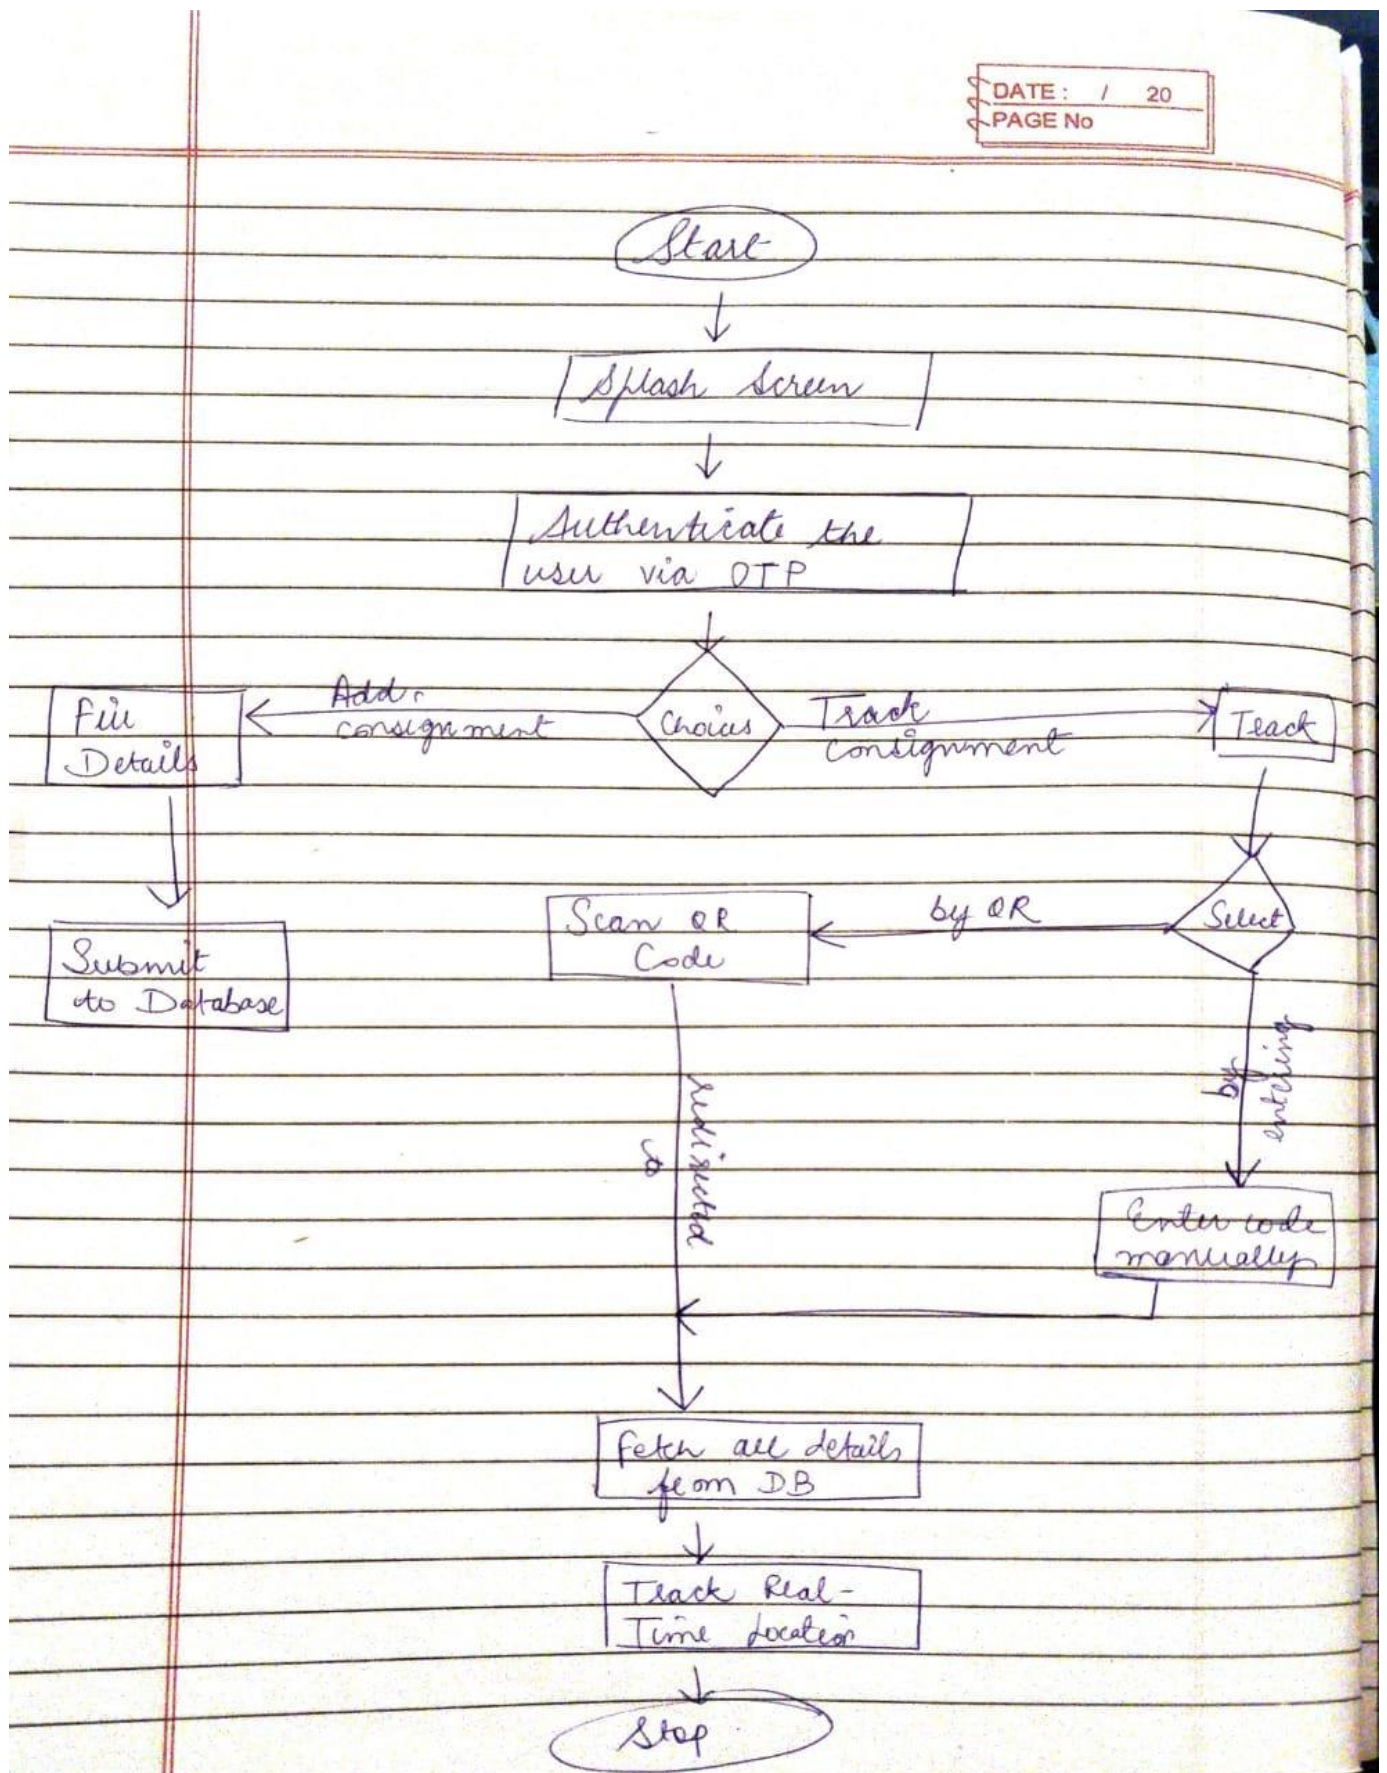 DATE : / 20
PAGE No
Start
Splash Screen
Authenticate the
user via OTP
Choices
Add
consignment
Fill
Details
Submit
to Database
Track
consignment
Track
Select
by QR
Scan QR
Code
redirected
to
by
entering
Enter code
manually
Fetch all details
from DB
Track Real-
Time Location
Stop